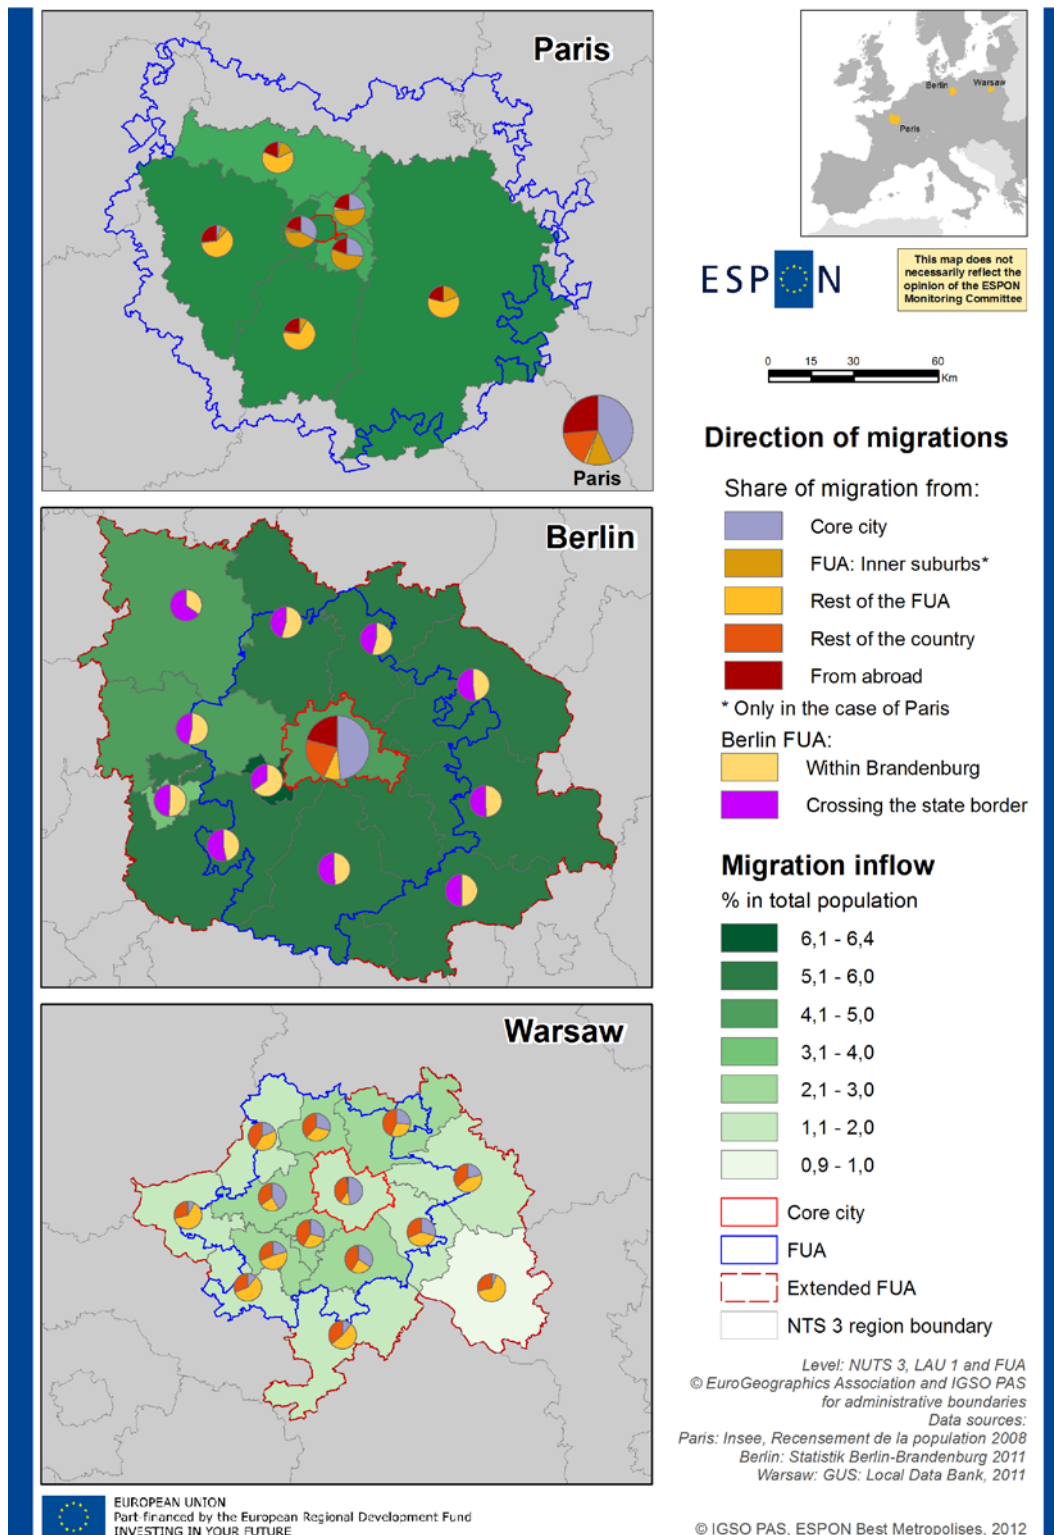 Paris
Paris
Berlin
Warsaw
Berlin
Warsaw
Paris
ESPON
This map does not
necessarily reflect the
opinion of the ESPON
Monitoring Committee
0 15 30 60
Km
Direction of migrations
Share of migration from:
Core city
FUA: Inner suburbs*
Rest of the FUA
Rest of the country
From abroad
* Only in the case of Paris
Berlin FUA:
Within Brandenburg
Crossing the state border
Migration inflow
% in total population
6,1 - 6,4
5,1 - 6,0
4,1 - 5,0
3,1 - 4,0
2,1 - 3,0
1,1 - 2,0
0,9 - 1,0
Core city
FUA
Extended FUA
NTS 3 region boundary
Level: NUTS 3, LAU 1 and FUA
© EuroGeographics Association and IGSO PAS
for administrative boundaries
Data sources:
Paris: Insee, Recensement de la population 2008
Berlin: Statistik Berlin-Brandenburg 2011
Warsaw: GUS: Local Data Bank, 2011
EUROPEAN UNION
Part-financed by the European Regional Development Fund
INVESTING IN YOUR FUTURE
© IGSO PAS, ESPON Best Metropolises, 2012